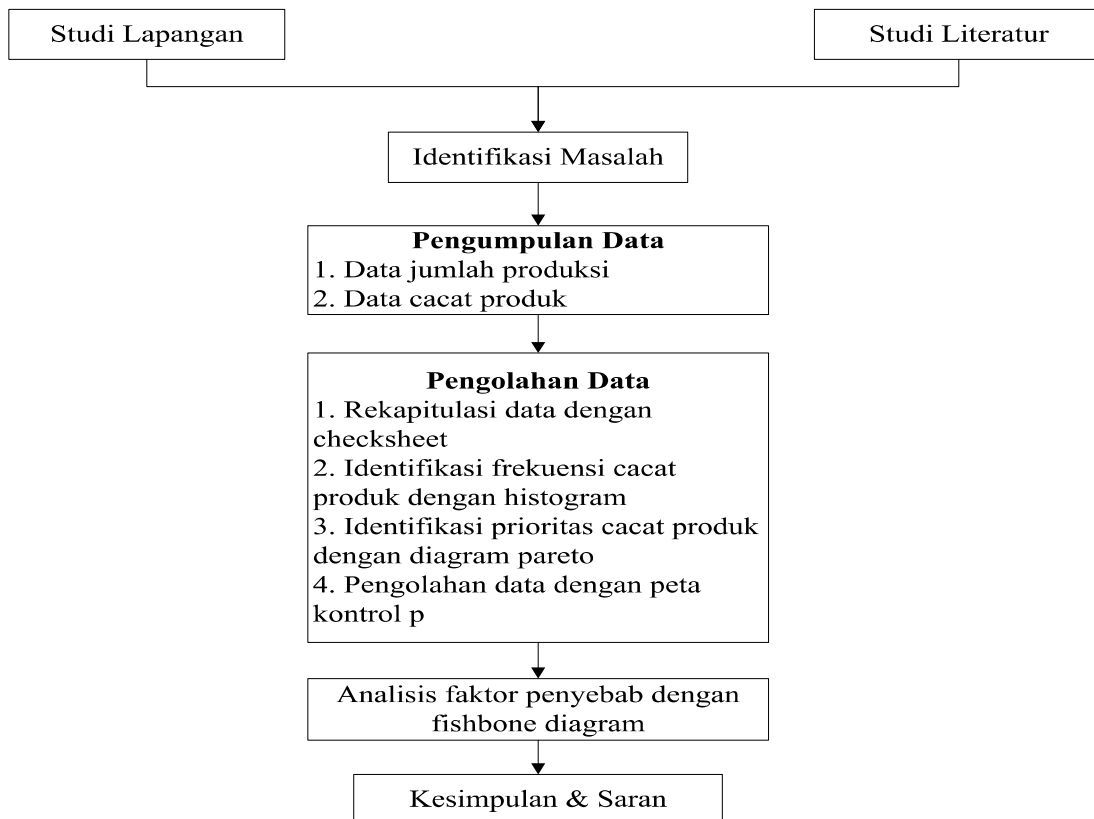 Studi Lapangan
Studi Literatur
Identifikasi Masalah
Pengumpulan Data
1. Data jumlah produksi
2. Data cacat produk
Pengolahan Data
1. Rekapitulasi data dengan
checksheet
2. Identifikasi frekuensi cacat
produk dengan histogram
3. Identifikasi prioritas cacat produk
dengan diagram pareto
4. Pengolahan data dengan peta
kontrol p
Analisis faktor penyebab dengan
fishbone diagram
Kesimpulan & Saran